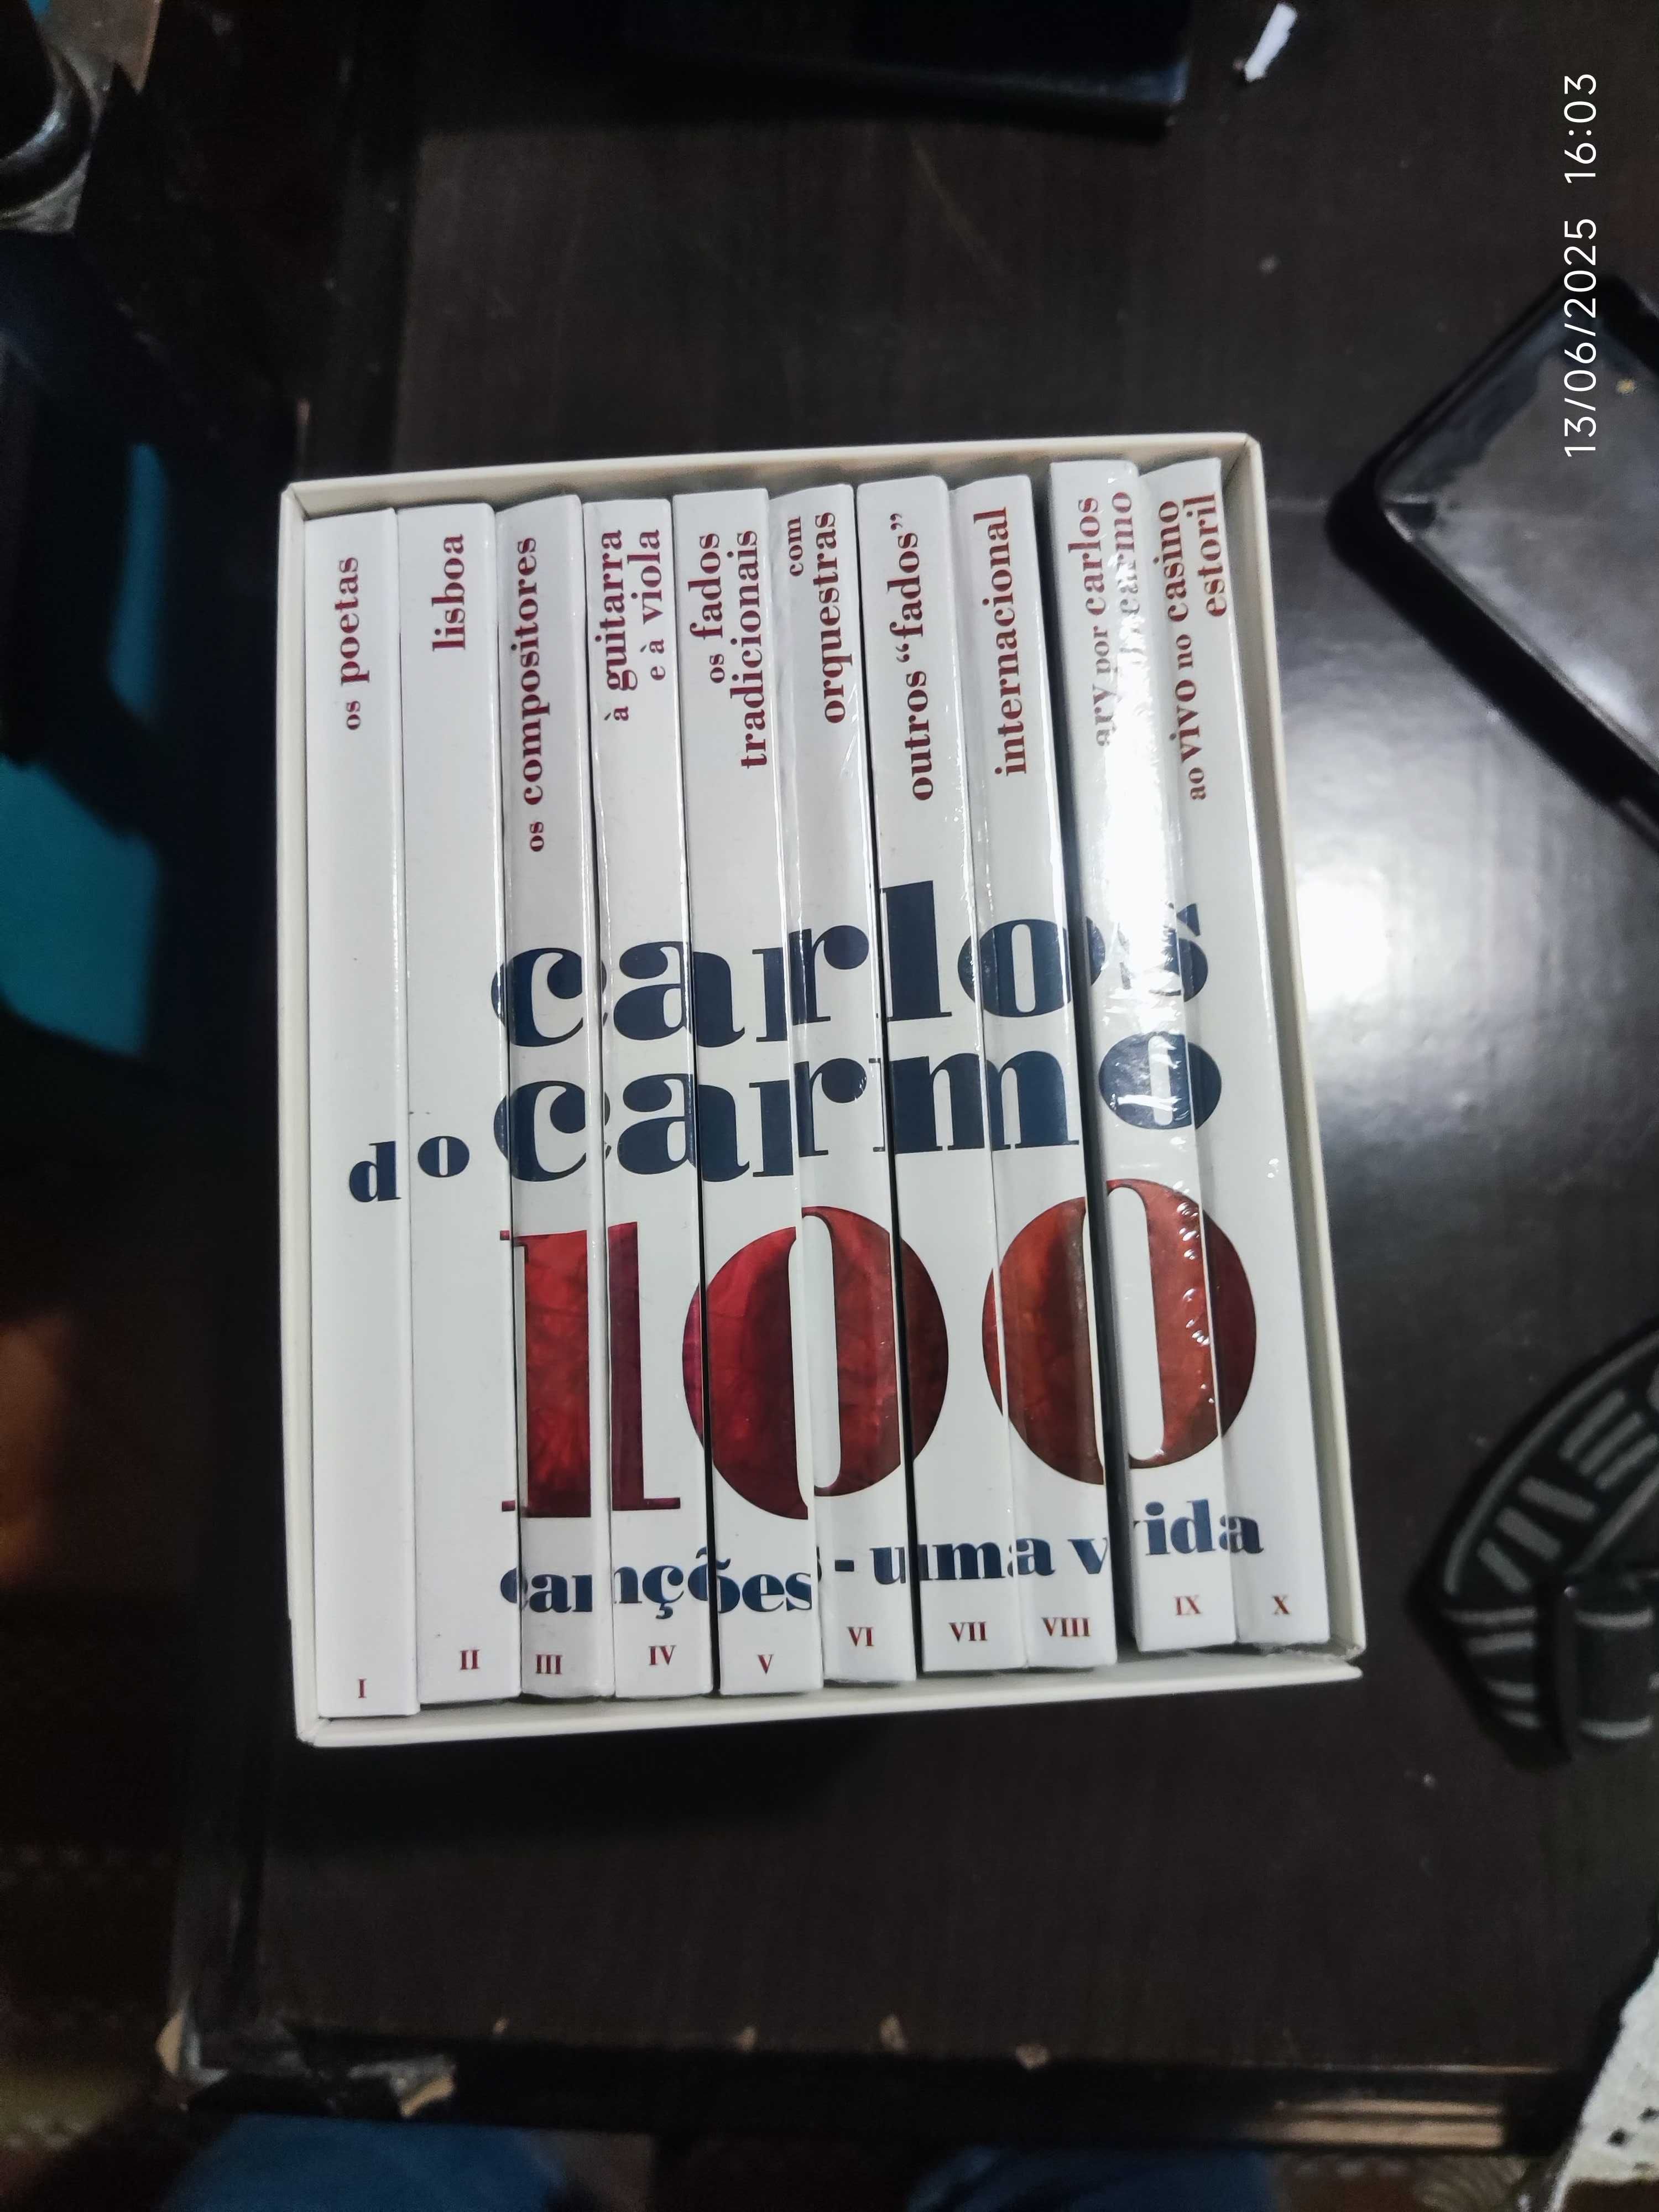 os poetas
lisboa
os compositores
à guitarra
e à viola
os fados
tradicionais
com
orquestras
outros “fados”
internacional
ary por carlos
do carmo
ao vivo no casino
estoril
carlos
do carmo
100
canções - uma vida
I
II
III
IV
V
VI
VII
VIII
IX
X
13/06/2025 16:03